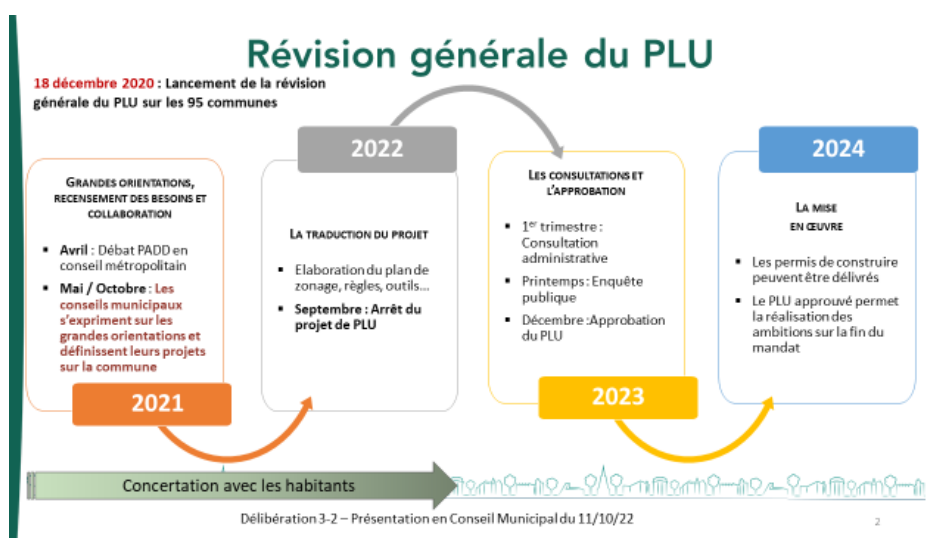 Révision générale du PLU
18 décembre 2020 : Lancement de la révision
générale du PLU sur les 95 communes
GRANDES ORIENTATIONS,
RECENSEMENT DES BESOINS ET
COLLABORATION
▪ Avril : Débat PADD en
conseil métropolitain
▪ Mai / Octobre : Les
conseils municipaux
s'expriment sur les
grandes orientations et
définissent leurs projets
sur la commune
2021
2022
LA TRADUCTION DU PROJET
▪ Elaboration du plan de
zonage, règles, outils…
▪ Septembre : Arrêt du
projet de PLU
LES CONSULTATIONS ET
L'APPROBATION
▪ 1er trimestre :
Consultation
administrative
▪ Printemps : Enquête
publique
▪ Décembre :Approbation
du PLU
2023
2024
LA MISE
EN ŒUVRE
▪ Les permis de construire
peuvent être délivrés
▪ Le PLU approuvé permet
la réalisation des
ambitions sur la fin du
mandat
Concertation avec les habitants
Délibération 3-2 – Présentation en Conseil Municipal du 11/10/22
2